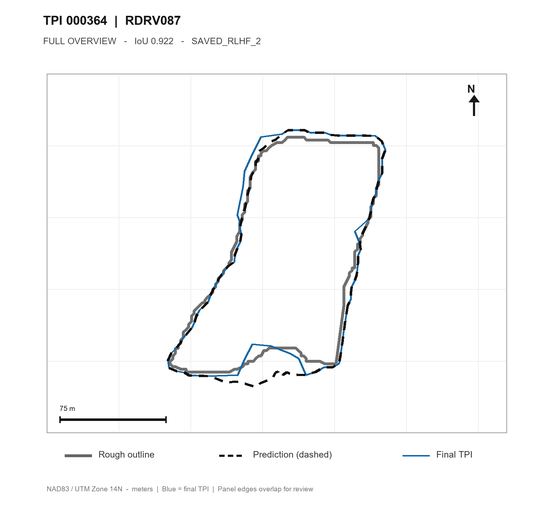 TPI 000364 | RDRV087
FULL OVERVIEW - IoU 0.922 - SAVED_RLHF_2
N
75 m
Rough outline Prediction (dashed) Final TPI
NAD83 / UTM Zone 14N - meters | Blue = final TPI | Panel edges overlap for review